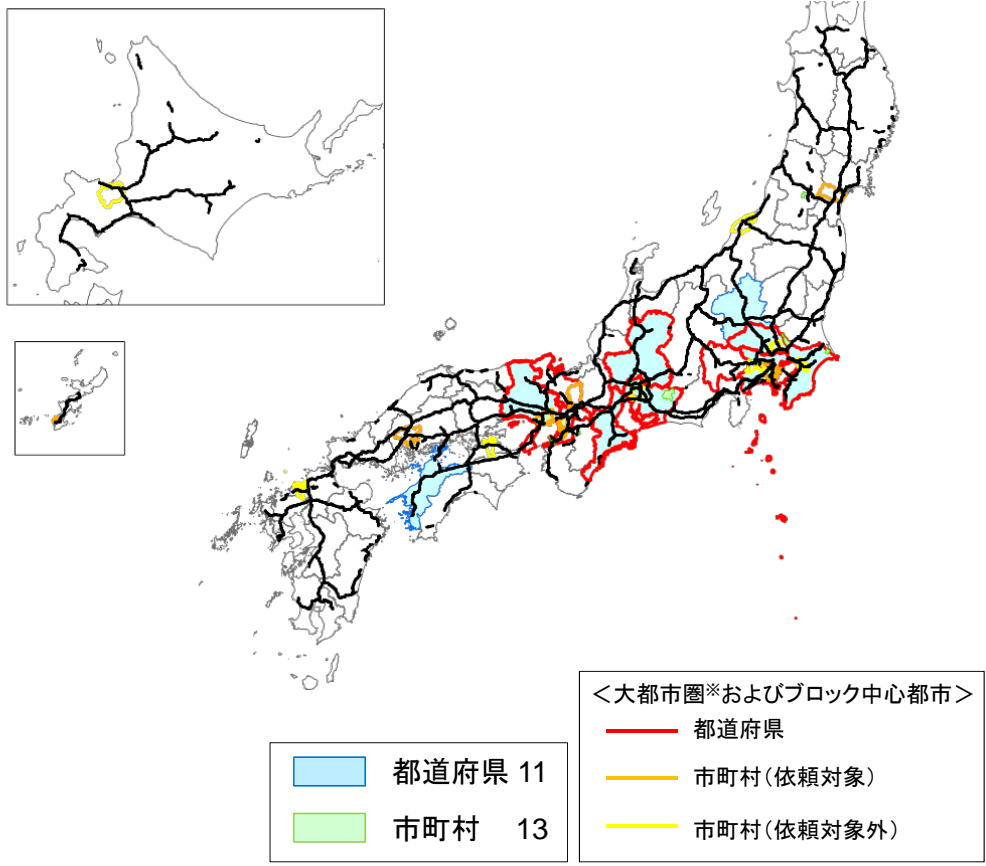 都道府県 11
市町村 13
<大都市圏※およびブロック中心都市>
都道府県
市町村(依頼対象)
市町村(依頼対象外)